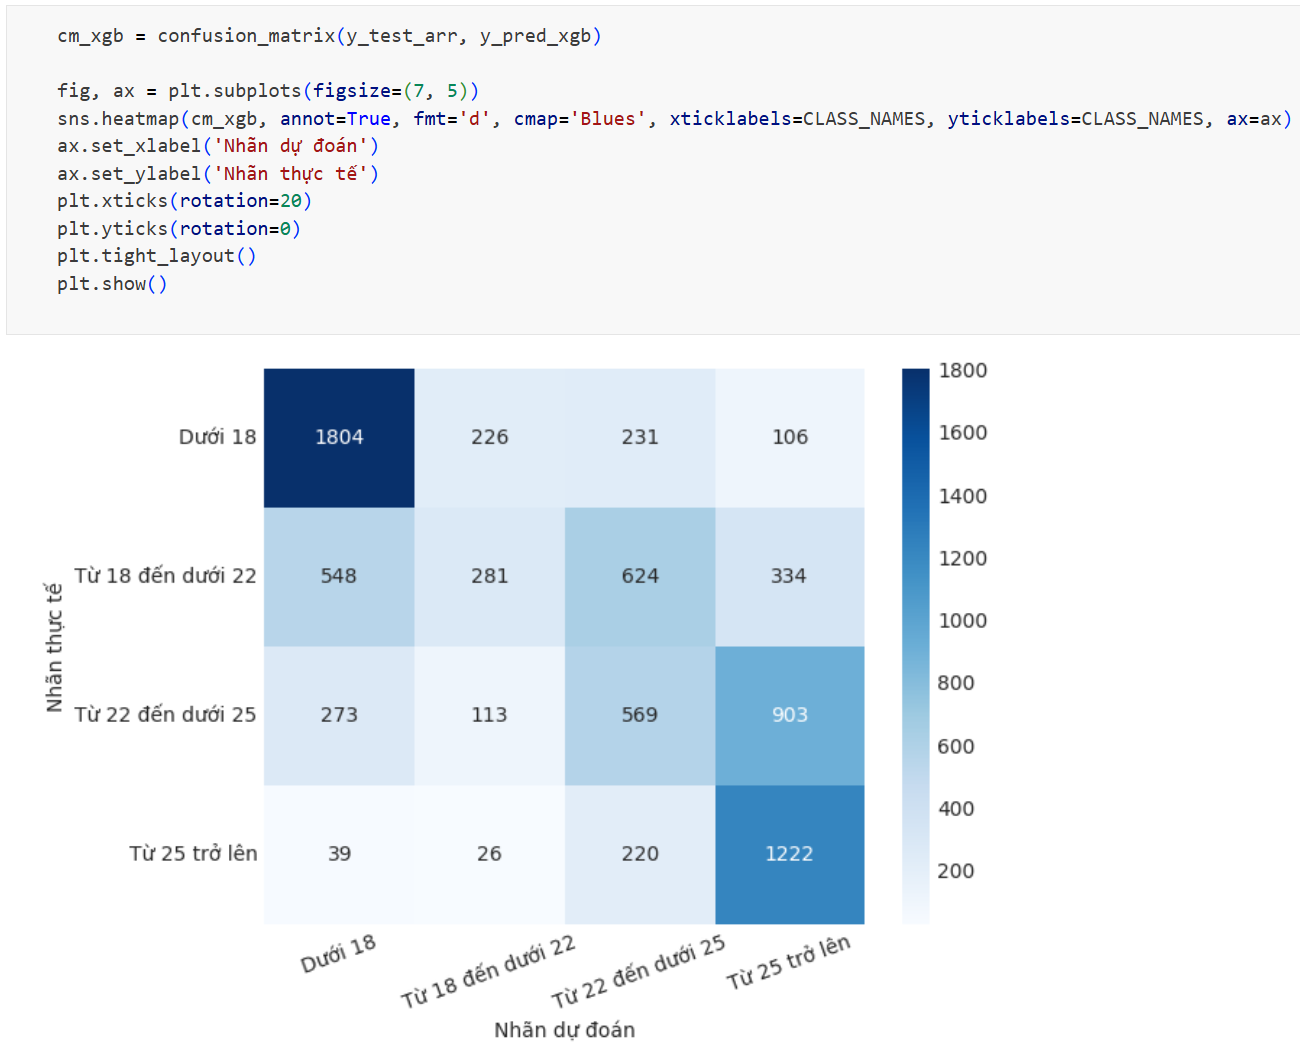 cm_xgb = confusion_matrix(y_test_arr, y_pred_xgb)
fig, ax = plt.subplots(figsize=(7, 5))
sns.heatmap(cm_xgb, annot=True, fmt='d', cmap='Blues', xticklabels=CLASS_NAMES, yticklabels=CLASS_NAMES, ax=ax)
ax.set_xlabel('Nhãn dự đoán')
ax.set_ylabel('Nhãn thực tế')
plt.xticks(rotation=20)
plt.yticks(rotation=0)
plt.tight_layout()
plt.show()
Nhãn thực tế
Dưới 18 1804 226 231 106
Từ 18 đến dưới 22 548 281 624 334
Từ 22 đến dưới 25 273 113 569 903
Từ 25 trở lên 39 26 220 1222
Dưới 18 Từ 18 đến dưới 22 Từ 22 đến dưới 25 Từ 25 trở lên
Nhãn dự đoán
1800
1600
1400
1200
1000
800
600
400
200